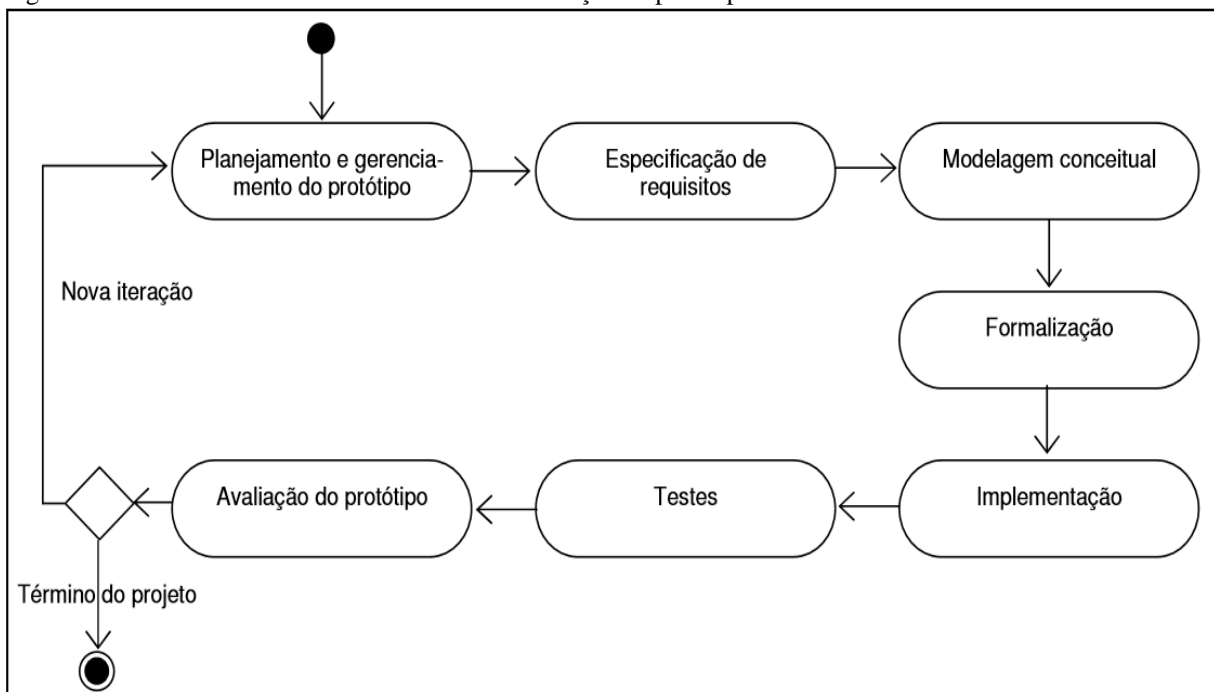 Planejamento e gerencia-
mento do protótipo
Especificação de
requisitos
Modelagem conceitual
Nova iteração
Formalização
Avaliação do protótipo
Testes
Implementação
Término do projeto